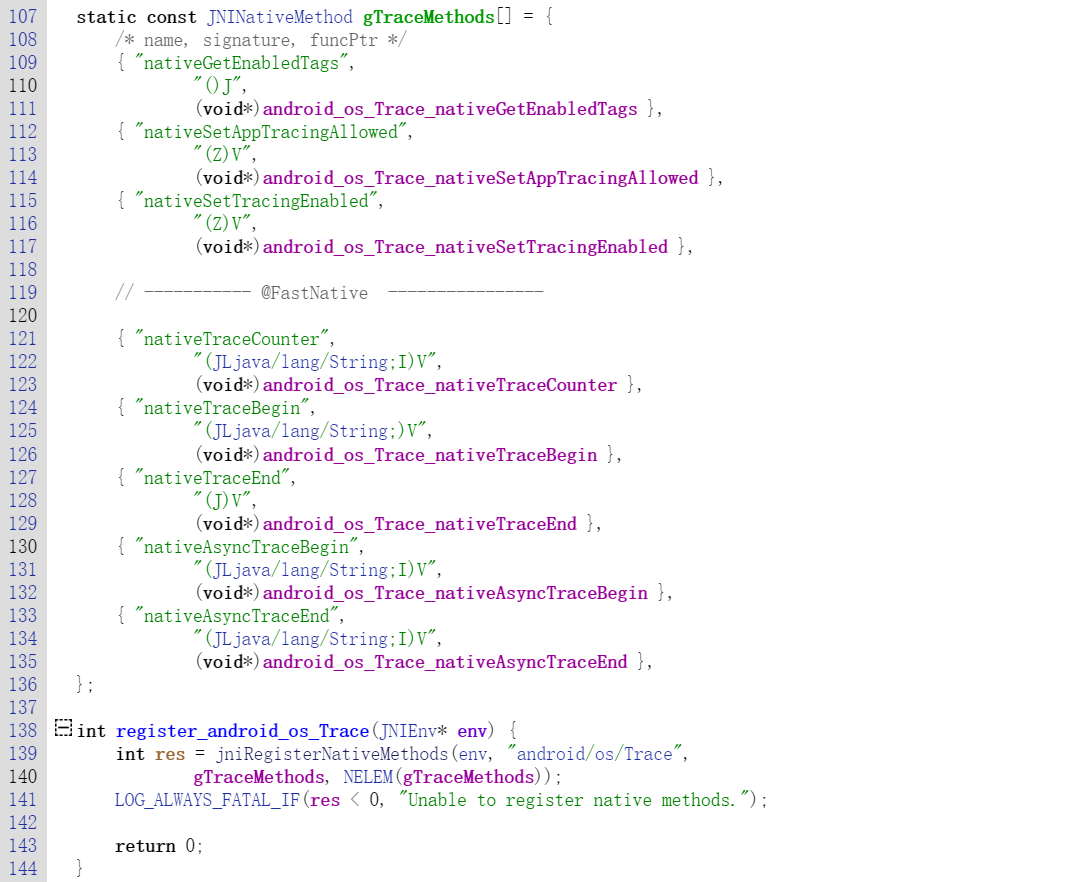 107 static const JNINativeMethod gTraceMethods[] = {
108     /* name, signature, funcPtr */
109     { "nativeGetEnabledTags",
110             "()J",
111             (void*)android_os_Trace_nativeGetEnabledTags },
112     { "nativeSetAppTracingAllowed",
113             "(Z)V",
114             (void*)android_os_Trace_nativeSetAppTracingAllowed },
115     { "nativeSetTracingEnabled",
116             "(Z)V",
117             (void*)android_os_Trace_nativeSetTracingEnabled },
118
119     // ----------- @FastNative  ----------------
120
121     { "nativeTraceCounter",
122             "(JLjava/lang/String;I)V",
123             (void*)android_os_Trace_nativeTraceCounter },
124     { "nativeTraceBegin",
125             "(JLjava/lang/String;)V",
126             (void*)android_os_Trace_nativeTraceBegin },
127     { "nativeTraceEnd",
128             "(J)V",
129             (void*)android_os_Trace_nativeTraceEnd },
130     { "nativeAsyncTraceBegin",
131             "(JLjava/lang/String;I)V",
132             (void*)android_os_Trace_nativeAsyncTraceBegin },
133     { "nativeAsyncTraceEnd",
134             "(JLjava/lang/String;I)V",
135             (void*)android_os_Trace_nativeAsyncTraceEnd },
136 };
137
138 int register_android_os_Trace(JNIEnv* env) {
139     int res = jniRegisterNativeMethods(env, "android/os/Trace",
140             gTraceMethods, NELEM(gTraceMethods));
141     LOG_ALWAYS_FATAL_IF(res < 0, "Unable to register native methods.");
142
143     return 0;
144 }